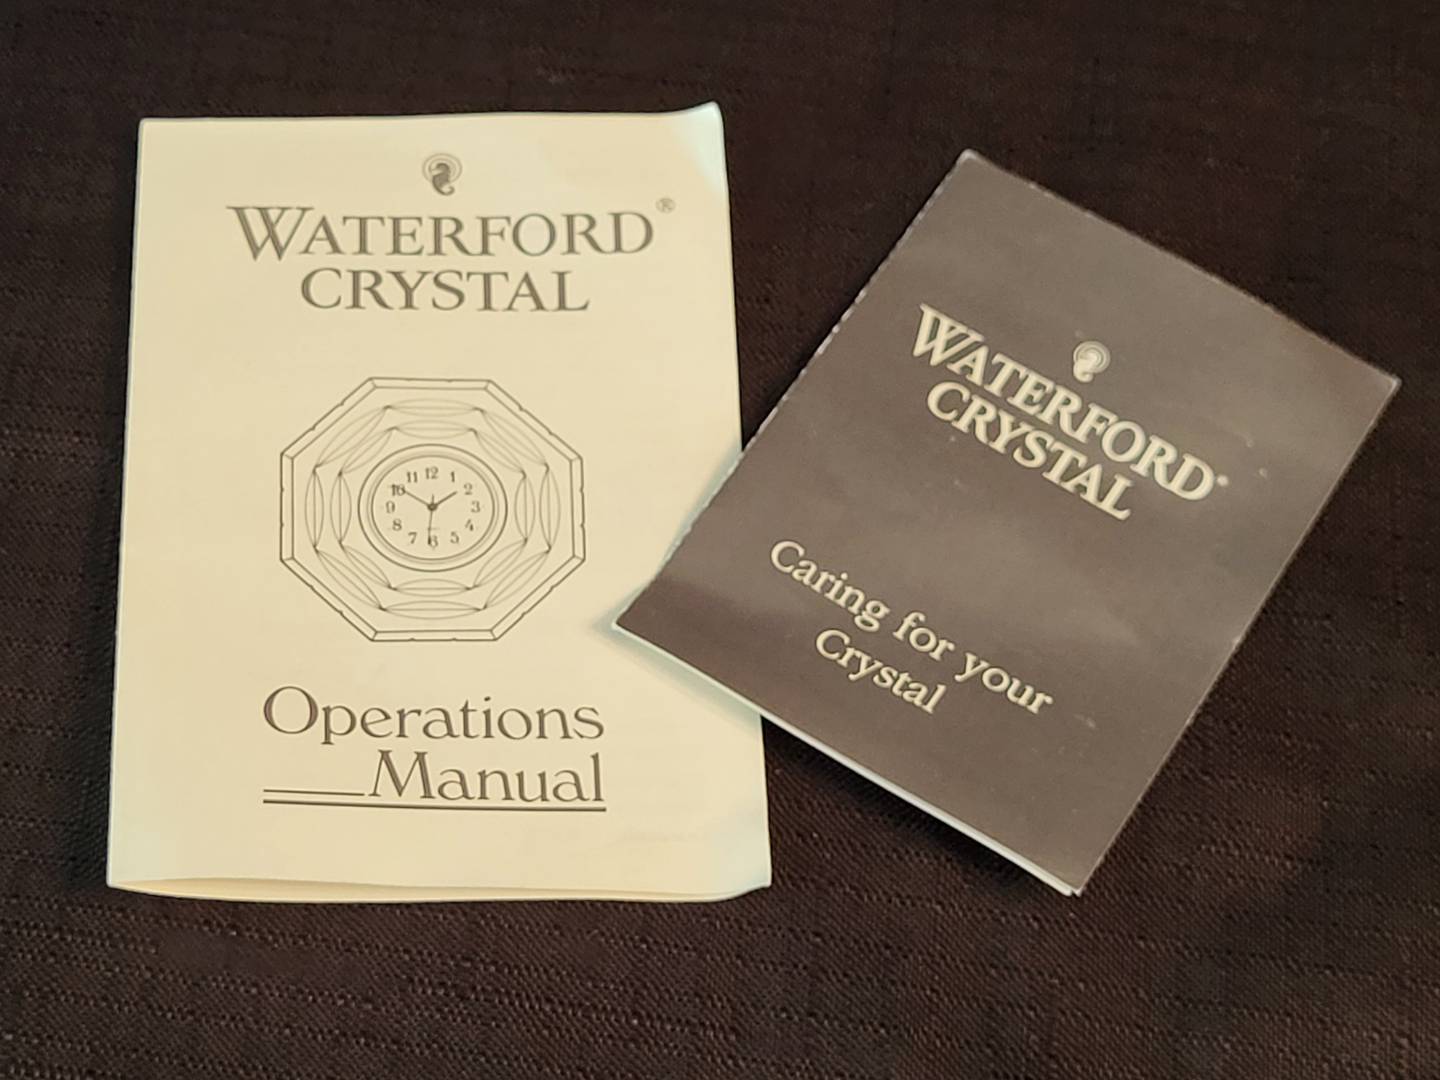 WATERFORD®
CRYSTAL
11 12 1
10 2
9 3
8 4
7 6 5
Operations
Manual
WATERFORD
CRYSTAL
Caring for your
Crystal